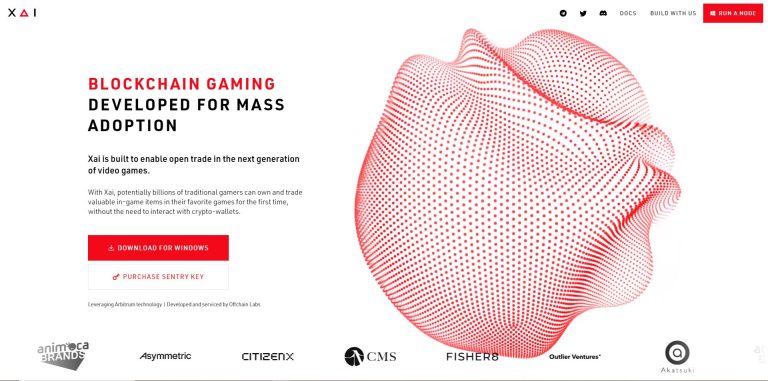 XAI
DOCS
BUILD WITH US
RUN A NODE
BLOCKCHAIN GAMING
DEVELOPED FOR MASS
ADOPTION
Xai is built to enable open trade in the next generation
of video games.
With Xai, potentially billions of traditional gamers can own and trade
valuable in-game items in their favorite games for the first time,
without the need to interact with crypto-wallets.
DOWNLOAD FOR WINDOWS
PURCHASE SENTRY KEY
Leveraging Arbitrum technology | Developed and serviced by Offchain Labs
animoca
BRANDS
Asymmetric
CITIZENX
CMS
FISHER8
Outlier Ventures
Akatsuki